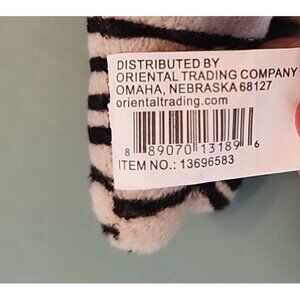 DISTRIBUTED BY
ORIENTAL TRADING COMPANY
OMAHA, NEBRASKA 68127
orientaltrading.com
8 89070 13189 6
ITEM NO.: 13696583